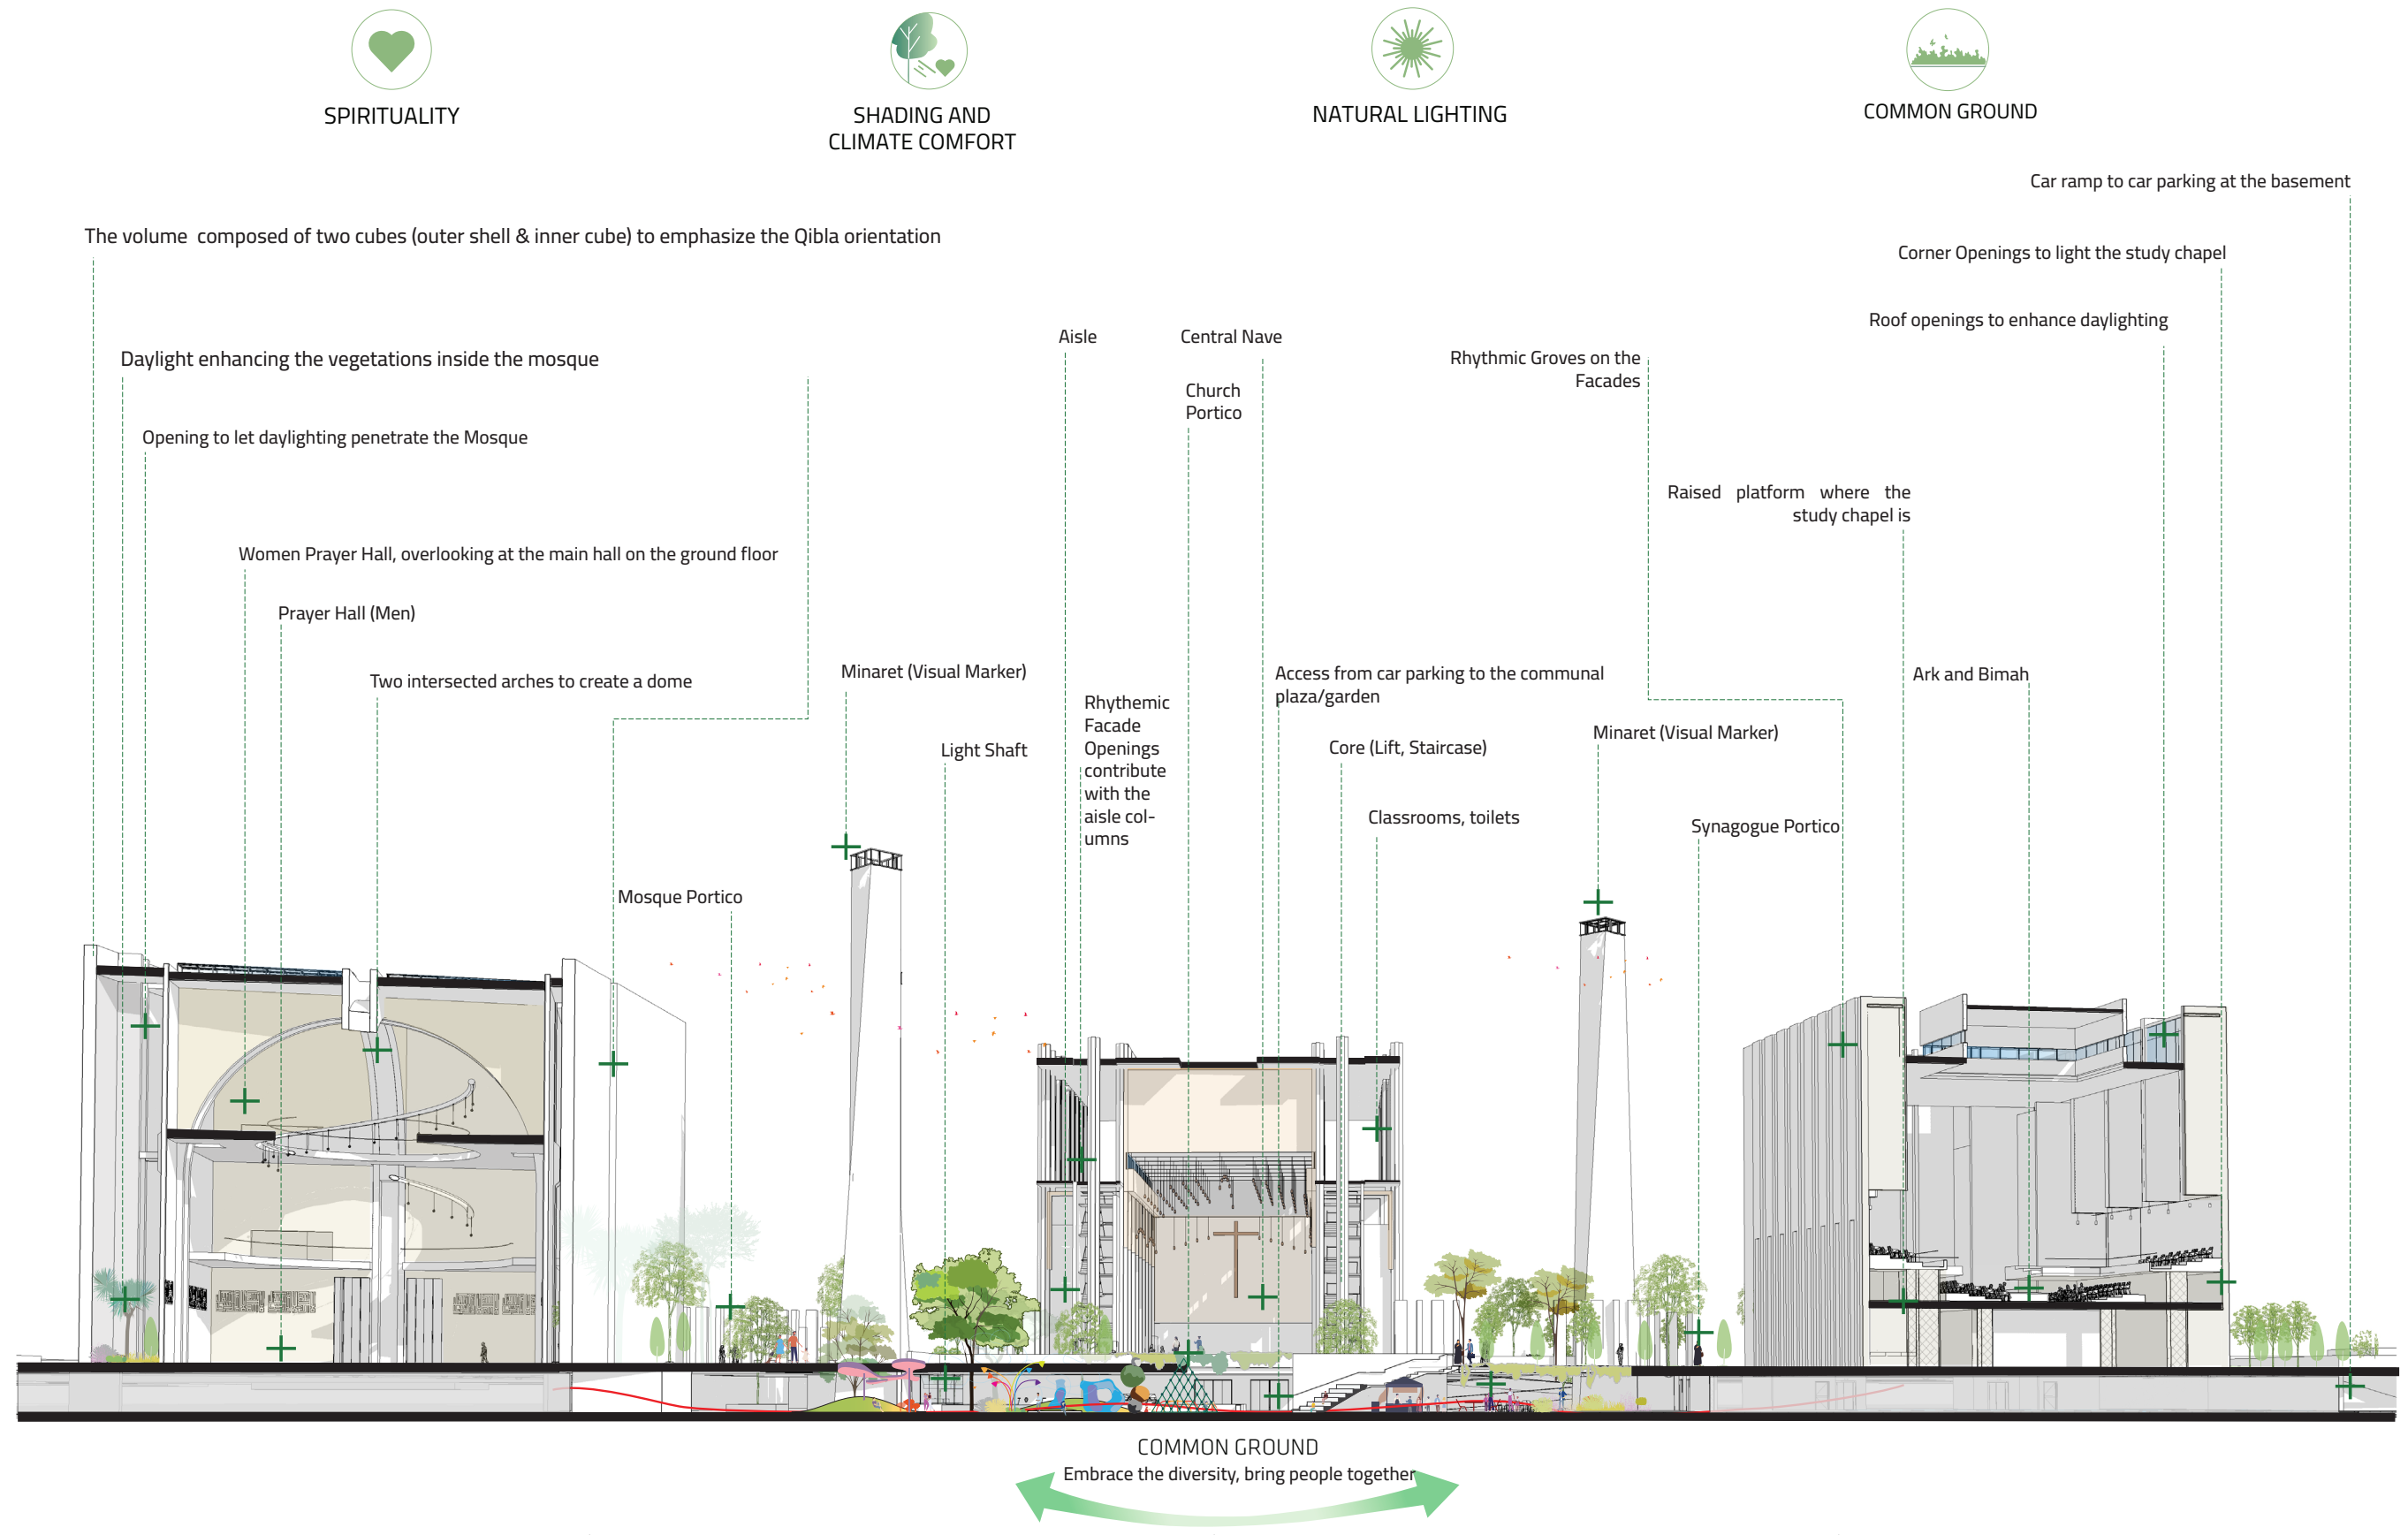 SPIRITUALITY
SHADING AND
CLIMATE COMFORT
NATURAL LIGHTING
COMMON GROUND
Car ramp to car parking at the basement
The volume composed of two cubes (outer shell & inner cube) to emphasize the Qibla orientation
Corner Openings to light the study chapel
Roof openings to enhance daylighting
Aisle
Central Nave
Daylight enhancing the vegetations inside the mosque
Rhythmic Groves on the
Facades
Church
Portico
Opening to let daylighting penetrate the Mosque
Raised platform where the
study chapel is
Women Prayer Hall, overlooking at the main hall on the ground floor
Prayer Hall (Men)
Two intersected arches to create a dome
Minaret (Visual Marker)
Access from car parking to the communal
plaza/garden
Ark and Bimah
Rhythemic
Facade
Openings
contribute
with the
aisle col-
umns
Light Shaft
Core (Lift, Staircase)
Minaret (Visual Marker)
Classrooms, toilets
Synagogue Portico
Mosque Portico
COMMON GROUND
Embrace the diversity, bring people together